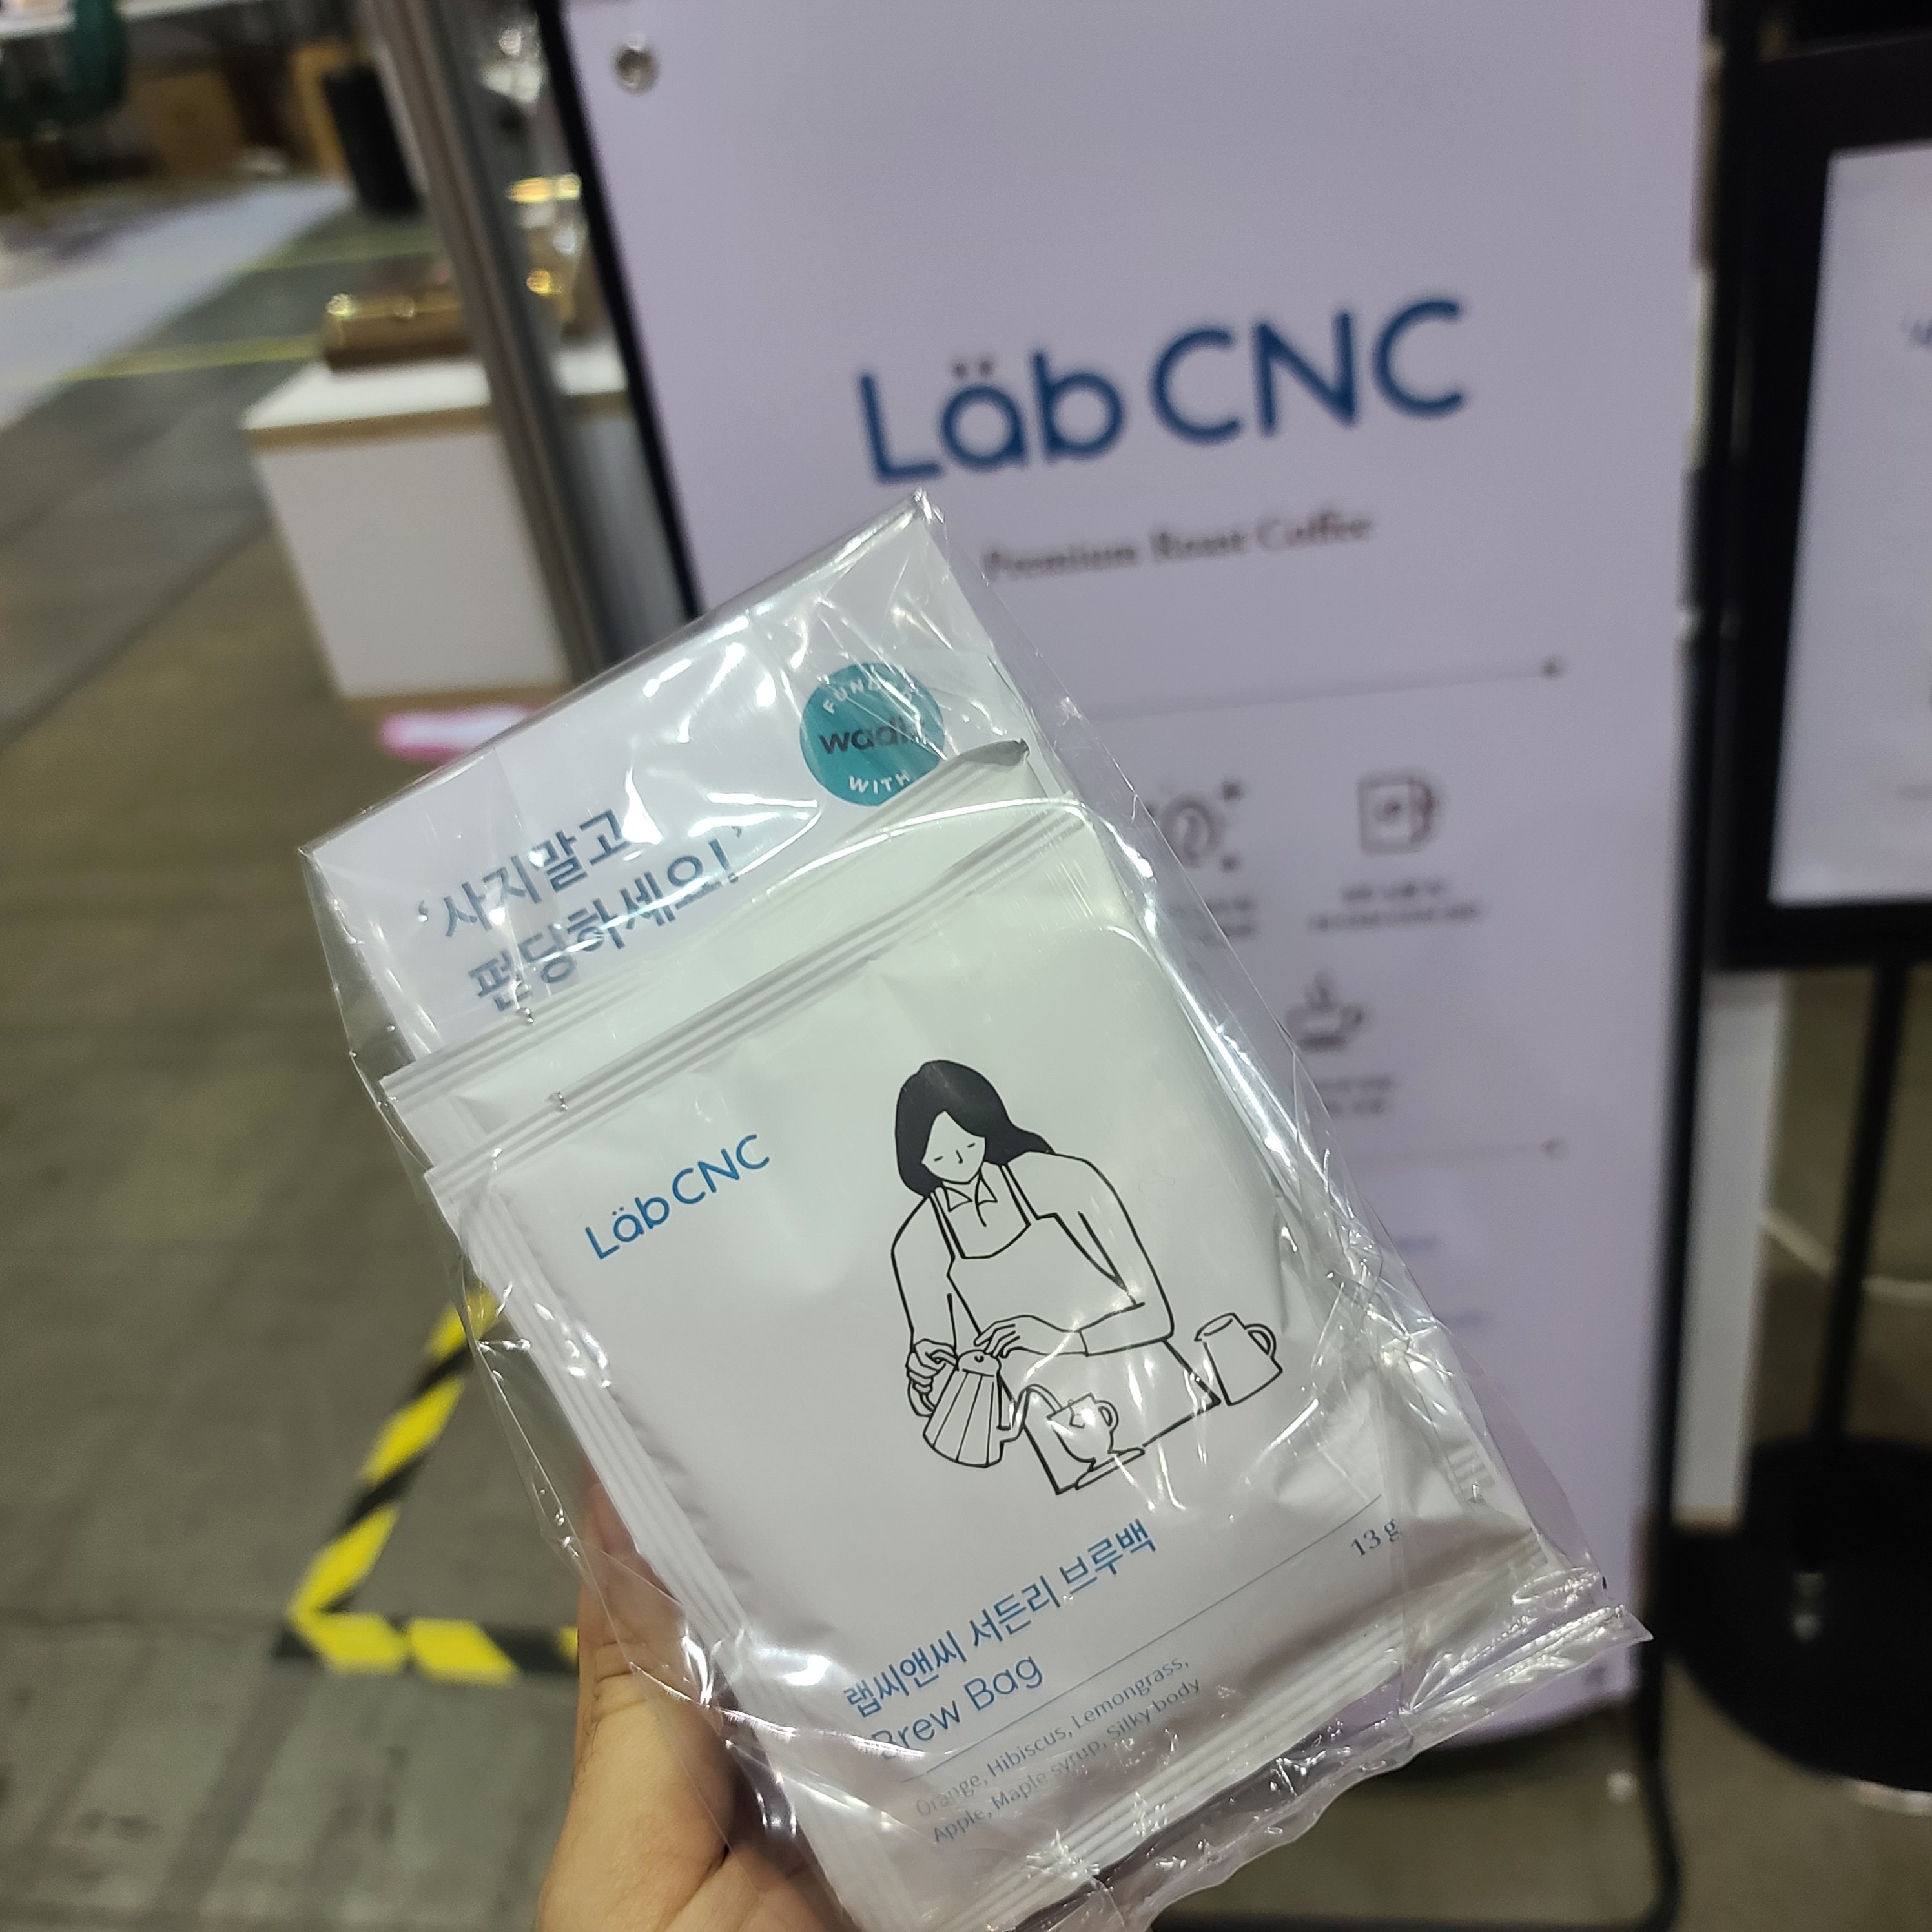 Läb CNC
Premium Roast Coffee
FUNDED
wadiz
WITH
'사지말고
펀딩하세요!'
Läb CNC
랩씨앤씨 서든리 브루백
Brew Bag
13 g
Orange, Hibiscus, Lemongrass,
Apple, Maple syrup, Silky body